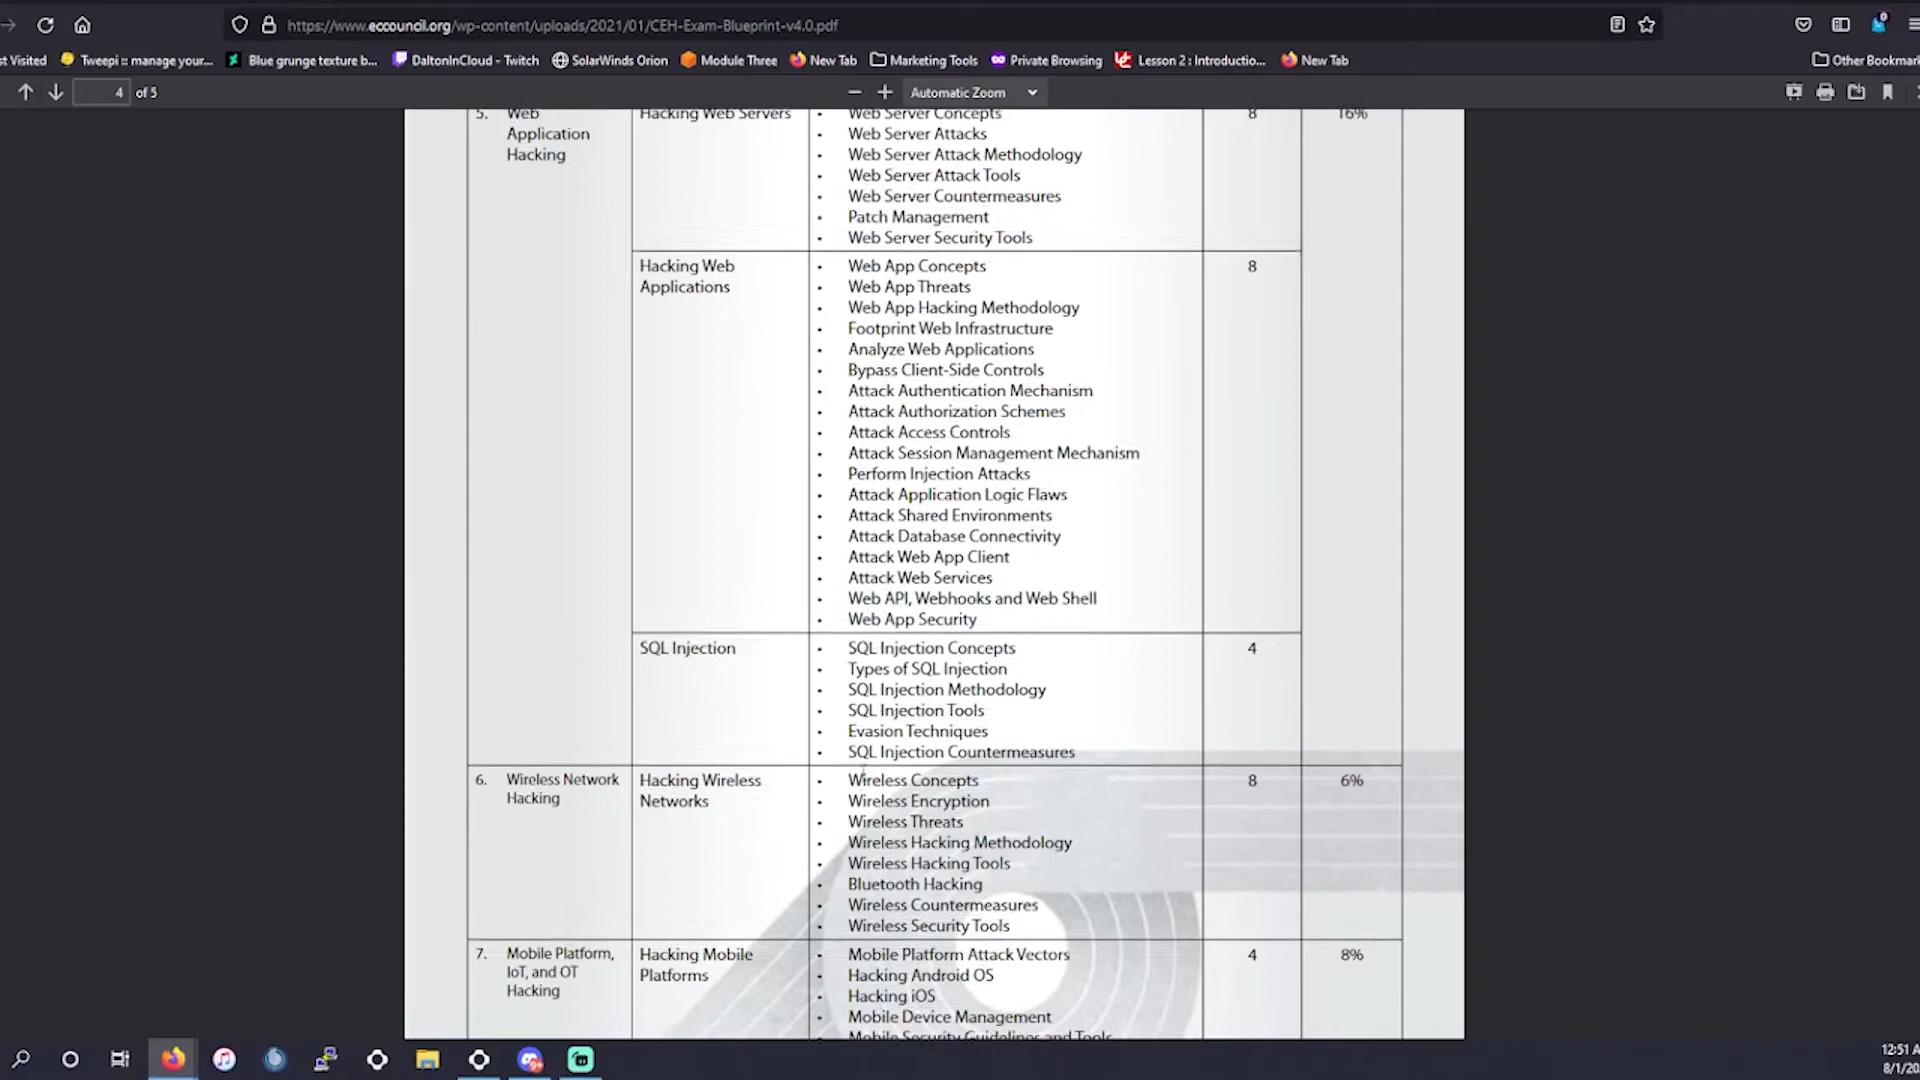 https://www.eccouncil.org/wp-content/uploads/2021/01/CEH-Exam-Blueprint-v4.0.pdf
st Visited Tweepi :: manage your... Blue grunge texture b... DaltonInCloud - Twitch SolarWinds Orion Module Three New Tab Marketing Tools Private Browsing Lesson 2 : Introductio... New Tab Other Bookmark
4 of 5 Automatic Zoom
5. Web Application Hacking
Hacking Web Servers
• Web Server Concepts
8
16%
• Web Server Attacks
• Web Server Attack Methodology
• Web Server Attack Tools
• Web Server Countermeasures
• Patch Management
• Web Server Security Tools
Hacking Web Applications
• Web App Concepts
8
• Web App Threats
• Web App Hacking Methodology
• Footprint Web Infrastructure
• Analyze Web Applications
• Bypass Client-Side Controls
• Attack Authentication Mechanism
• Attack Authorization Schemes
• Attack Access Controls
• Attack Session Management Mechanism
• Perform Injection Attacks
• Attack Application Logic Flaws
• Attack Shared Environments
• Attack Database Connectivity
• Attack Web App Client
• Attack Web Services
• Web API, Webhooks and Web Shell
• Web App Security
SQL Injection
• SQL Injection Concepts
4
• Types of SQL Injection
• SQL Injection Methodology
• SQL Injection Tools
• Evasion Techniques
• SQL Injection Countermeasures
6. Wireless Network Hacking
Hacking Wireless Networks
• Wireless Concepts
8
6%
• Wireless Encryption
• Wireless Threats
• Wireless Hacking Methodology
• Wireless Hacking Tools
• Bluetooth Hacking
• Wireless Countermeasures
• Wireless Security Tools
7. Mobile Platform, IoT, and OT Hacking
Hacking Mobile Platforms
• Mobile Platform Attack Vectors
4
8%
• Hacking Android OS
• Hacking iOS
• Mobile Device Management
• Mobile Security Guidelines and Tools
12:51 A
8/1/20